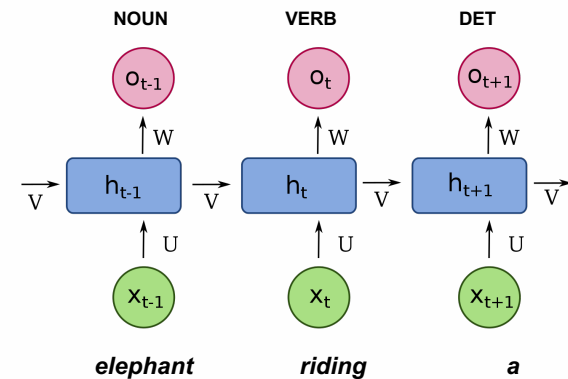 NOUN VERB DET
o_{t-1} o_t o_{t+1}
W W W
h_{t-1} h_t h_{t+1}
V V V V
U U U
x_{t-1} x_t x_{t+1}
elephant riding a